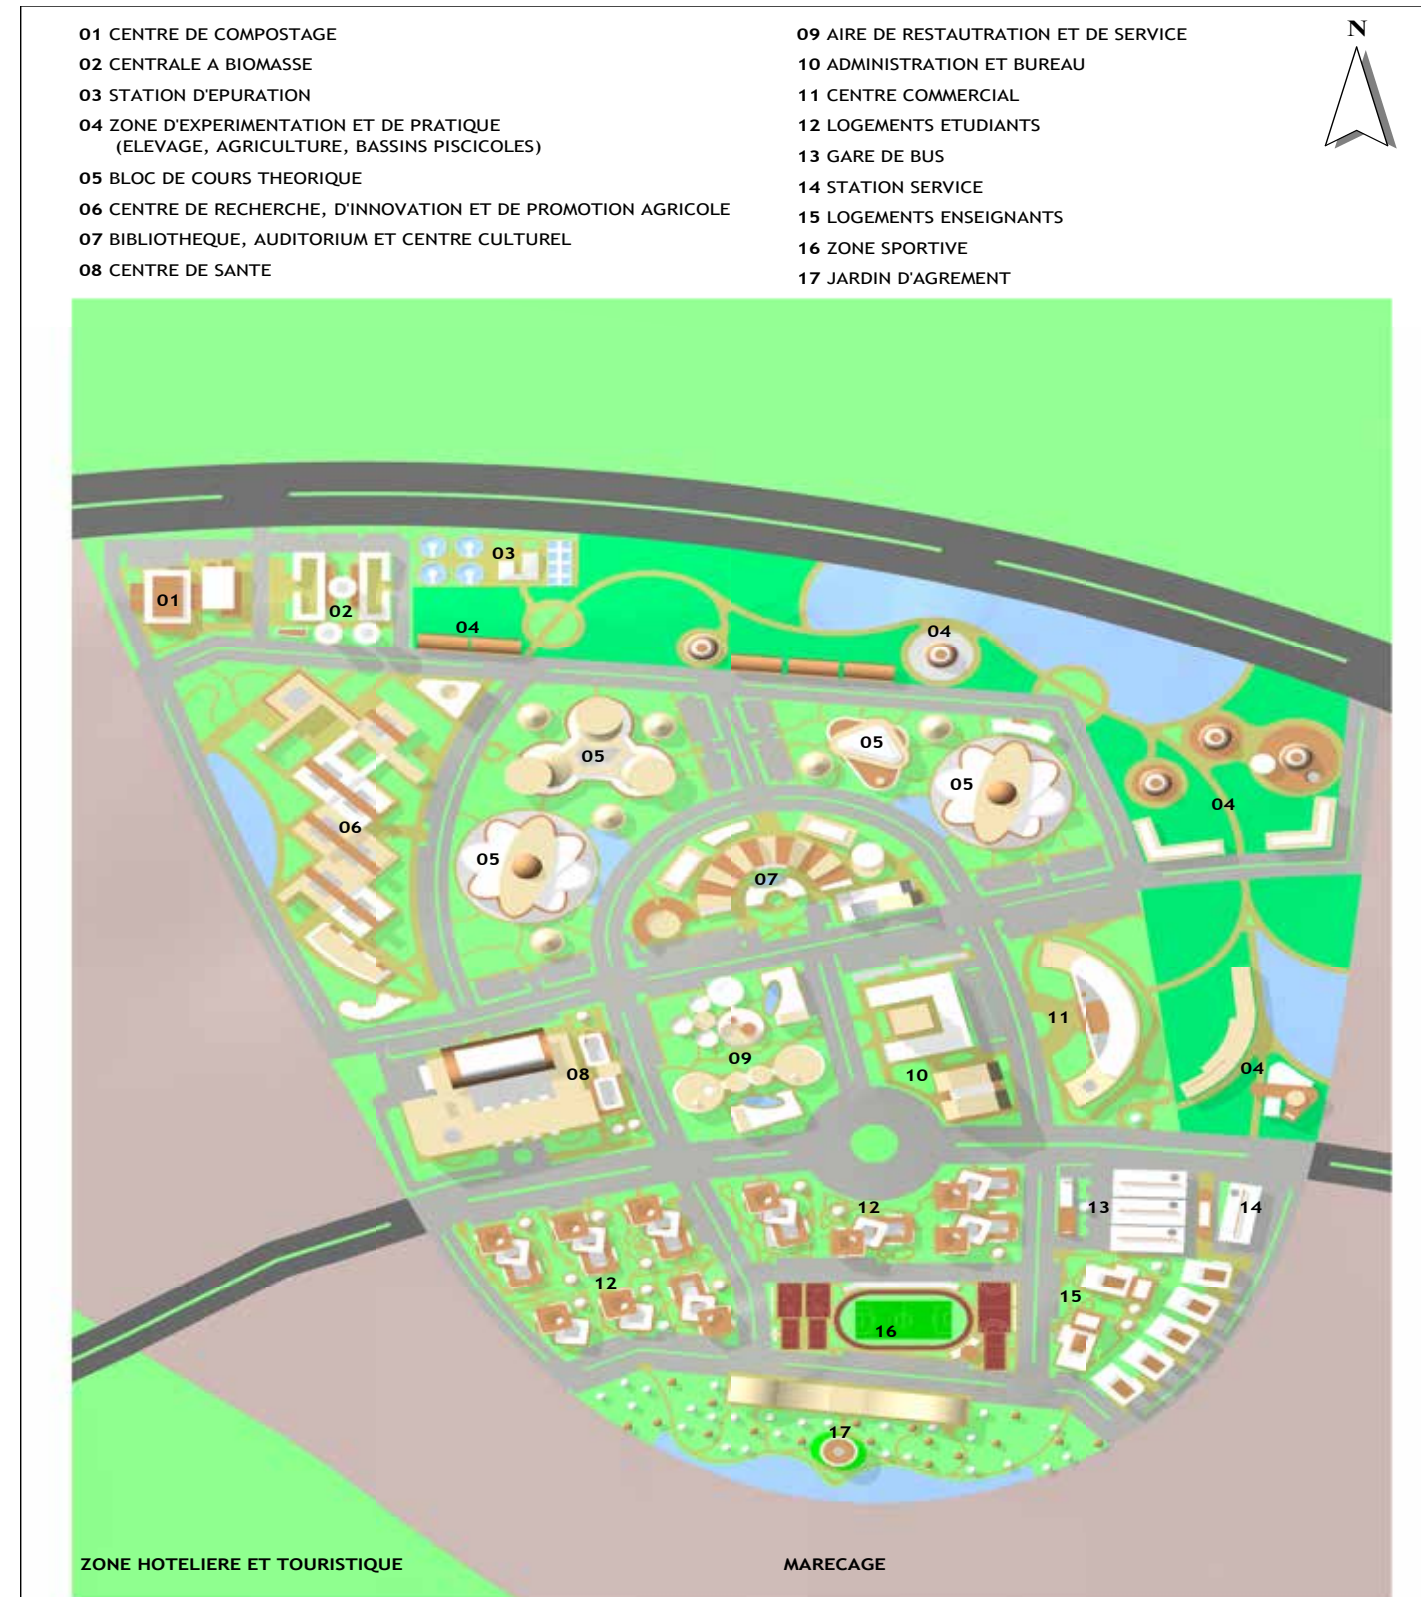 01 CENTRE DE COMPOSTAGE
02 CENTRALE A BIOMASSE
03 STATION D'EPURATION
04 ZONE D'EXPERIMENTATION ET DE PRATIQUE
(ELEVAGE, AGRICULTURE, BASSINS PISCICOLES)
05 BLOC DE COURS THEORIQUE
06 CENTRE DE RECHERCHE, D'INNOVATION ET DE PROMOTION AGRICOLE
07 BIBLIOTHEQUE, AUDITORIUM ET CENTRE CULTUREL
08 CENTRE DE SANTE
09 AIRE DE RESTAUTRATION ET DE SERVICE
10 ADMINISTRATION ET BUREAU
11 CENTRE COMMERCIAL
12 LOGEMENTS ETUDIANTS
13 GARE DE BUS
14 STATION SERVICE
15 LOGEMENTS ENSEIGNANTS
16 ZONE SPORTIVE
17 JARDIN D'AGREMENT
N
03
01
02
04
04
05
05
05
04
06
05
07
11
09
08
10
04
12
13
14
12
15
16
17
ZONE HOTELIERE ET TOURISTIQUE
MARECAGE